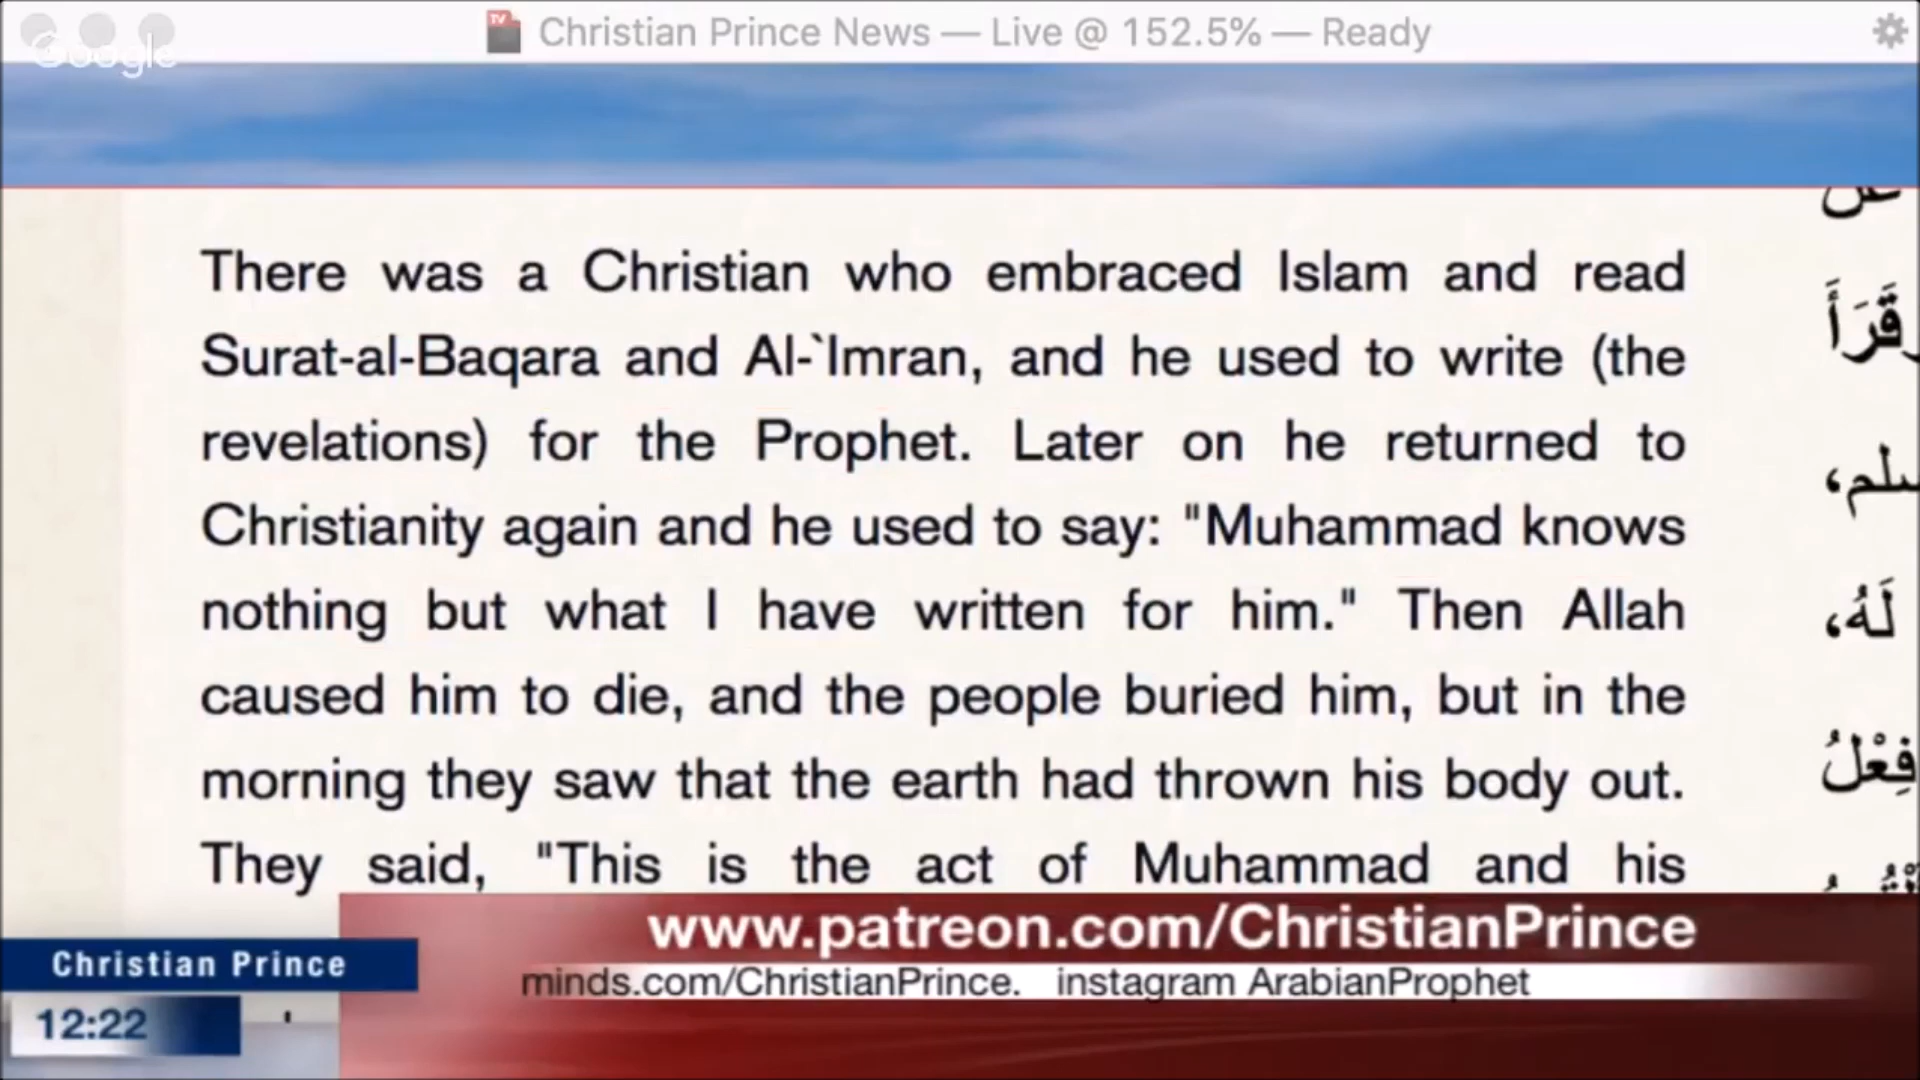 Christian Prince News — Live @ 152.5% — Ready
Google
There was a Christian who embraced Islam and read
Surat-al-Baqara and Al-`Imran, and he used to write (the
revelations) for the Prophet. Later on he returned to
Christianity again and he used to say: "Muhammad knows
nothing but what I have written for him." Then Allah
caused him to die, and the people buried him, but in the
morning they saw that the earth had thrown his body out.
They said, "This is the act of Muhammad and his
قَرَأَ
لَهُ،
فِعْلُ
www.patreon.com/ChristianPrince
Christian Prince
minds.com/ChristianPrince. instagram ArabianProphet
12:22